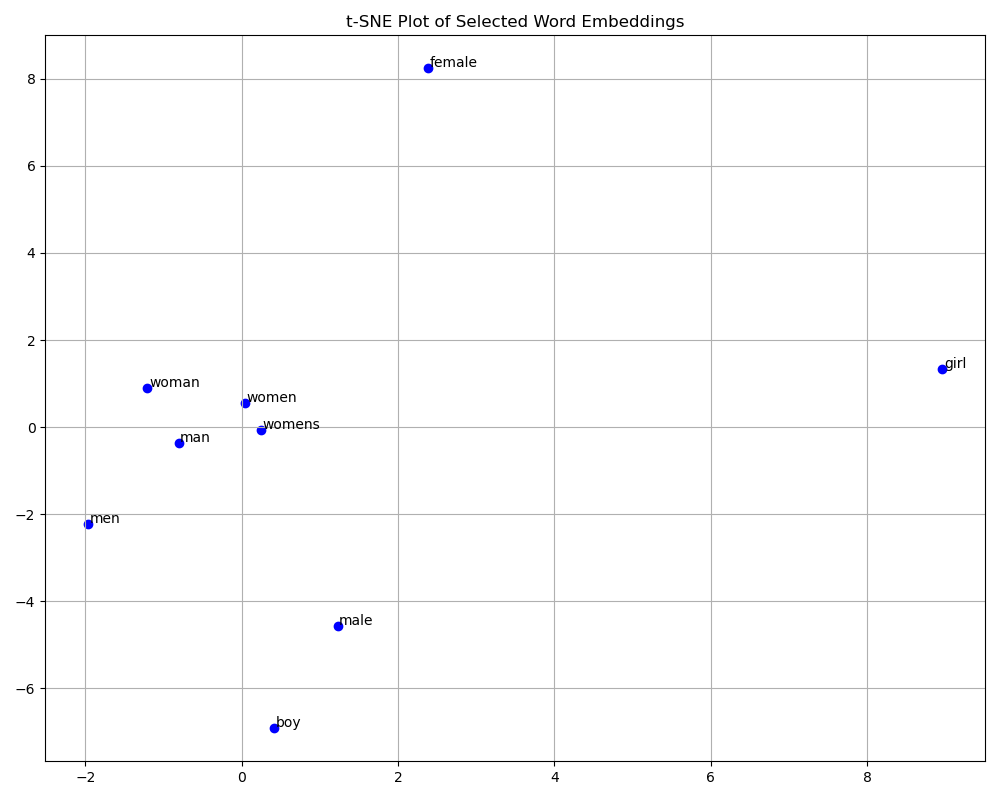 t-SNE Plot of Selected Word Embeddings
female
8
6
4
2
girl
woman
women
womens
0
man
−2
men
−4
male
−6
boy
−2 0 2 4 6 8